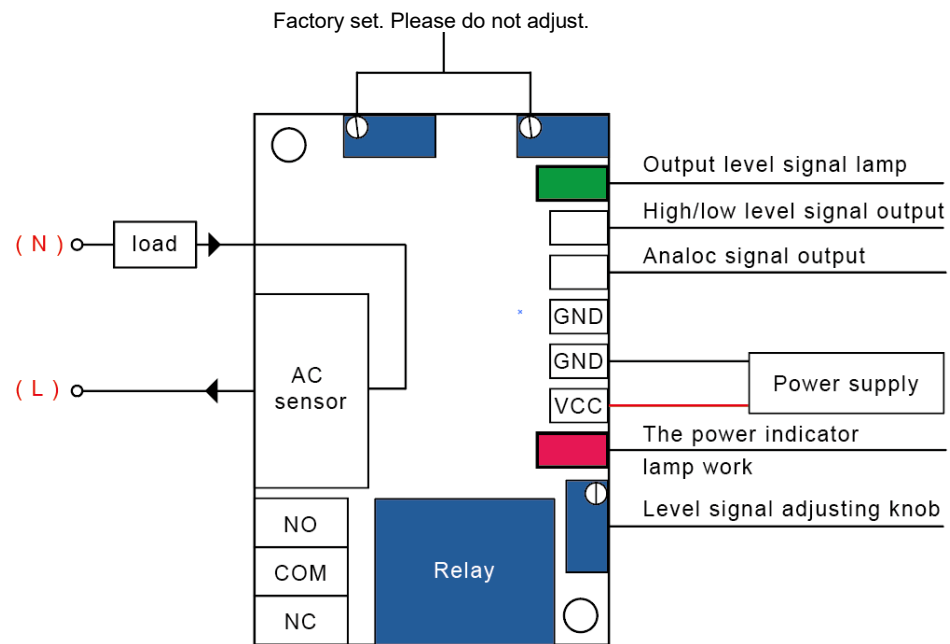 Factory set. Please do not adjust.
Output level signal lamp
High/low level signal output
( N )
load
Analoc signal output
GND
GND
( L )
AC
sensor
Power supply
VCC
The power indicator
lamp work
Level signal adjusting knob
NO
COM
Relay
NC